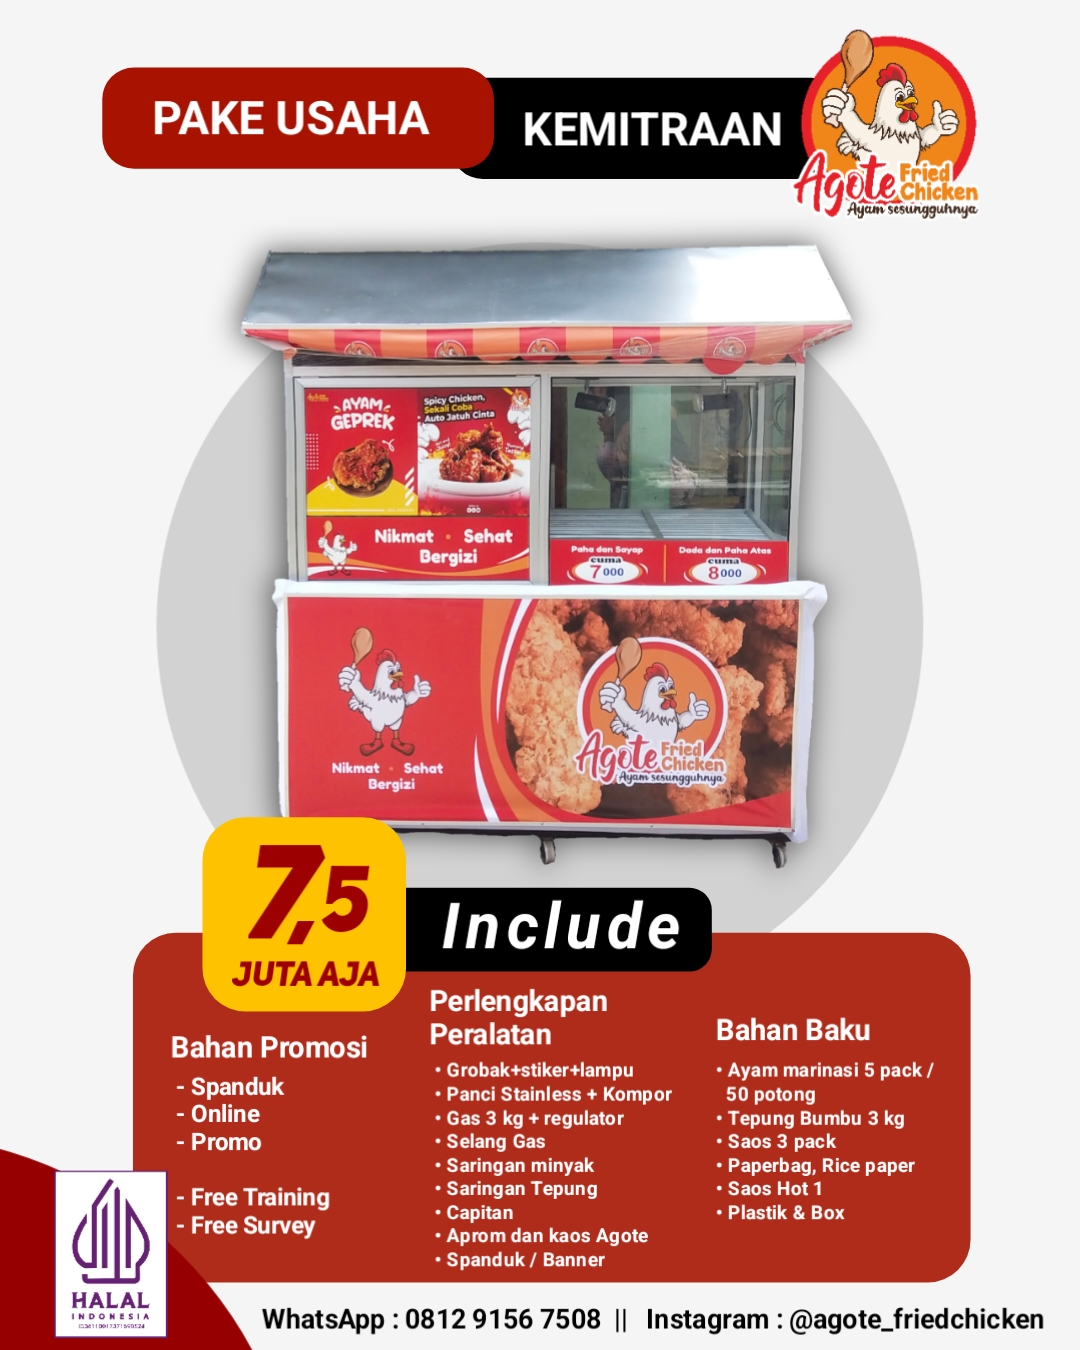 PAKE USAHA
KEMITRAAN
Agote Fried Chicken
Ayam sesungguhnya
AYAM
GEPREK
Spicy Chicken,
Sekali Coba
Auto Jatuh Cinta
Nikmat • Sehat
Bergizi
Paha dan Sayap
cuma
7000
Dada dan Paha Atas
cuma
8000
Nikmat • Sehat
Bergizi
Agote Fried Chicken
Ayam sesungguhnya
7,5
JUTA AJA
Include
Bahan Promosi
- Spanduk
- Online
- Promo
- Free Training
- Free Survey
Perlengkapan
Peralatan
• Grobak+stiker+lampu
• Panci Stainless + Kompor
• Gas 3 kg + regulator
• Selang Gas
• Saringan minyak
• Saringan Tepung
• Capitan
• Aprom dan kaos Agote
• Spanduk / Banner
Bahan Baku
• Ayam marinasi 5 pack /
50 potong
• Tepung Bumbu 3 kg
• Saos 3 pack
• Paperbag, Rice paper
• Saos Hot 1
• Plastik & Box
HALAL
INDONESIA
WhatsApp : 0812 9156 7508 || Instagram : @agote_friedchicken